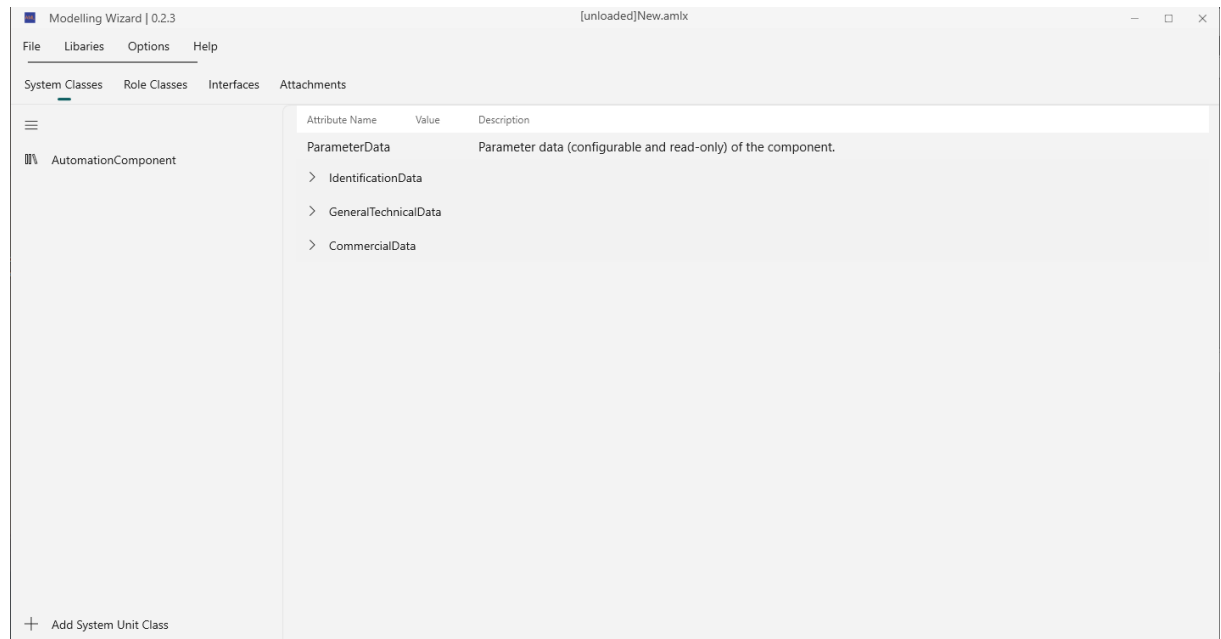 Modelling Wizard | 0.2.3
[unloaded]New.amlx
File Libaries Options Help
System Classes Role Classes Interfaces Attachments
Attribute Name Value Description
ParameterData Parameter data (configurable and read-only) of the component.
AutomationComponent
IdentificationData
GeneralTechnicalData
CommercialData
Add System Unit Class